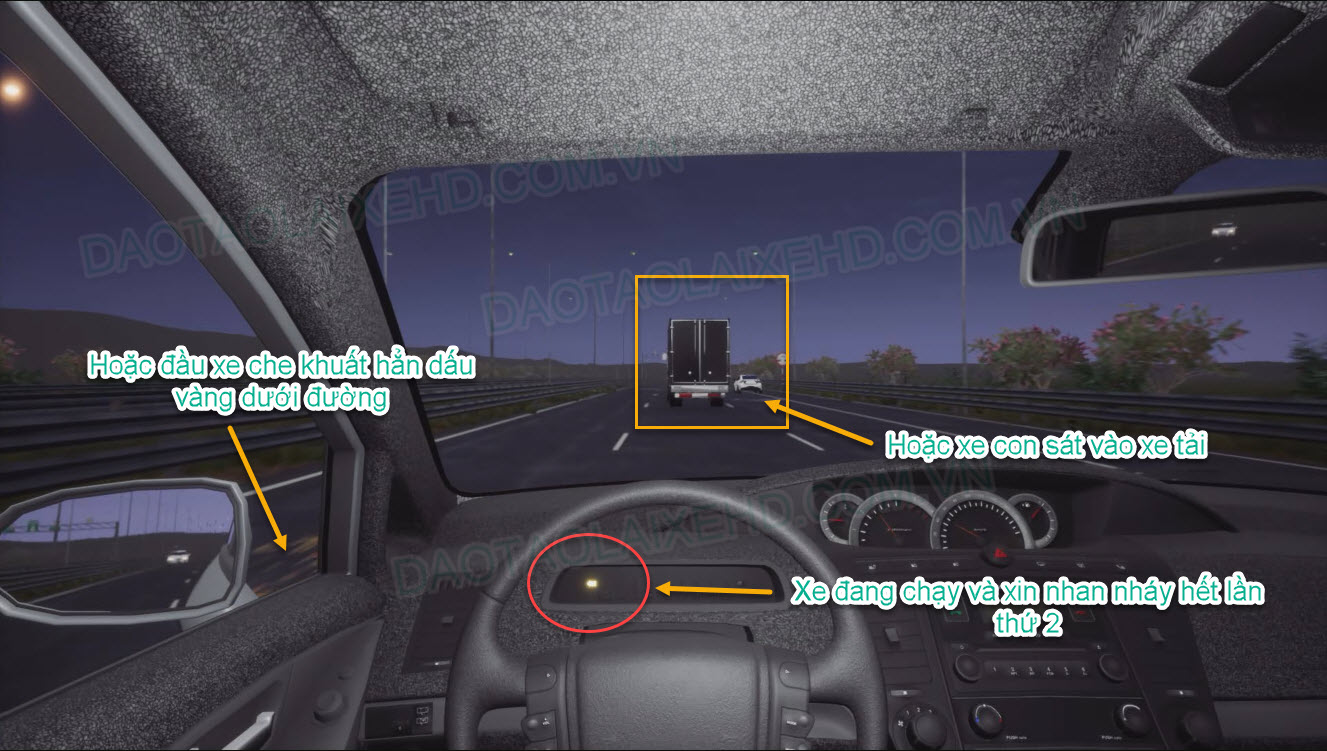 DAOTAOLAIXEHD.COM.VN
DAOTAOLAIXEHD.COM.VN
Hoặc đầu xe che khuất hẳn dấu
vàng dưới đường
Hoặc xe con sát vào xe tải
DAOTAOLAIXEHD.COM.VN
Xe đang chạy và xin nhan nháy hết lần
thứ 2